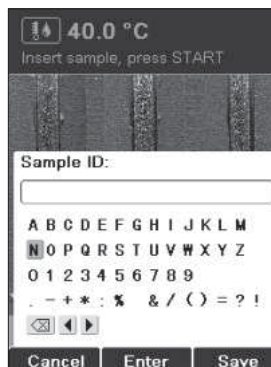 40.0 °C
Insert sample, press START
Sample ID:
A B C D E F G H I J K L M
N O P Q R S T U V W X Y Z
0 1 2 3 4 5 6 7 8 9
. - + * : % & / ( ) = ? !
Cancel Enter Save